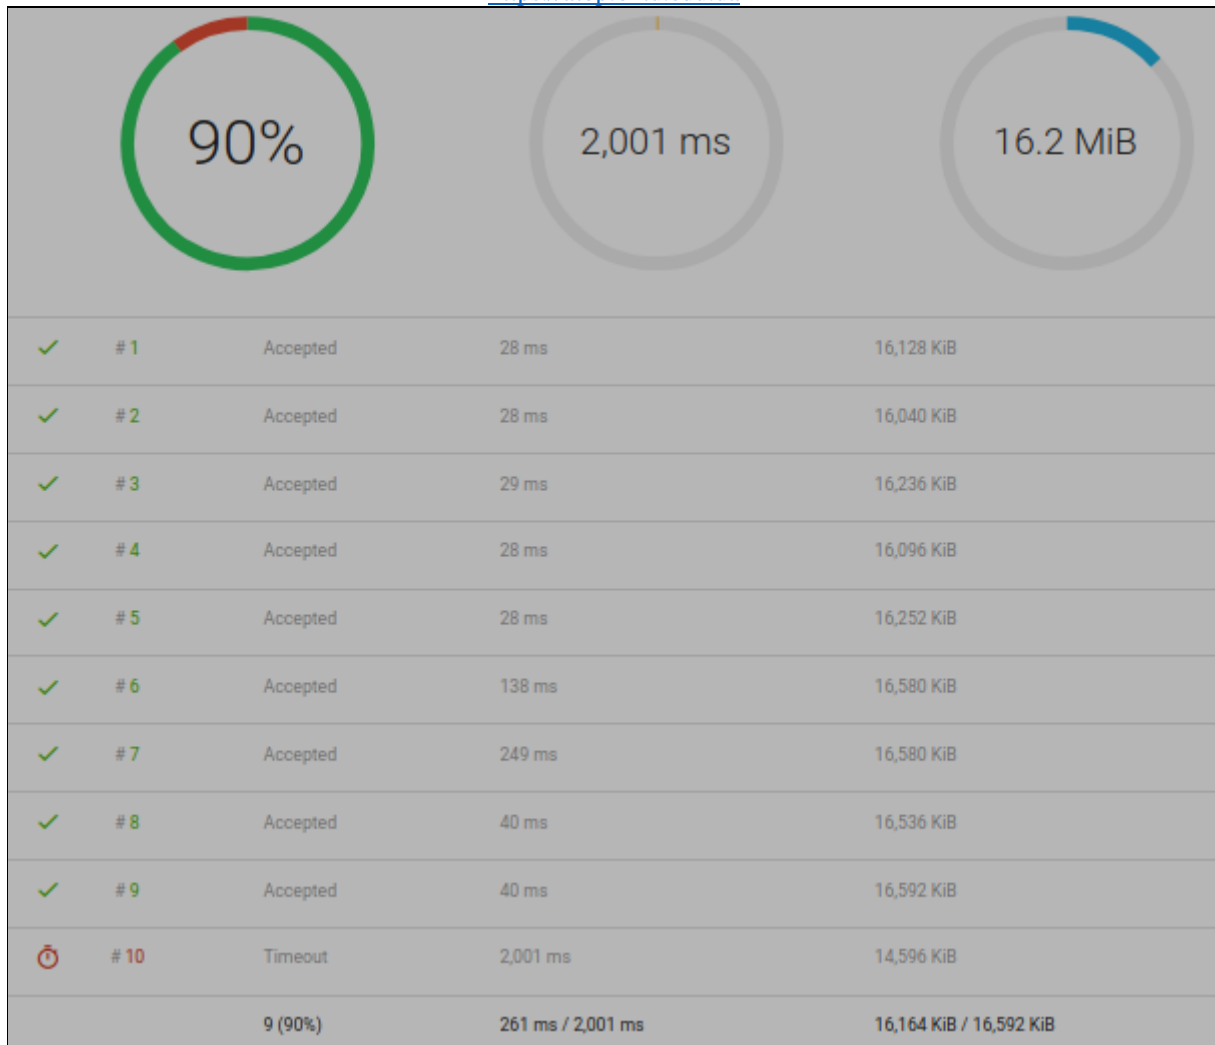 90%
2,001 ms
16.2 MiB
# 1 Accepted 28 ms 16,128 KiB
# 2 Accepted 28 ms 16,040 KiB
# 3 Accepted 29 ms 16,236 KiB
# 4 Accepted 28 ms 16,096 KiB
# 5 Accepted 28 ms 16,252 KiB
# 6 Accepted 138 ms 16,580 KiB
# 7 Accepted 249 ms 16,580 KiB
# 8 Accepted 40 ms 16,536 KiB
# 9 Accepted 40 ms 16,592 KiB
# 10 Timeout 2,001 ms 14,596 KiB
9 (90%) 261 ms / 2,001 ms 16,164 KiB / 16,592 KiB